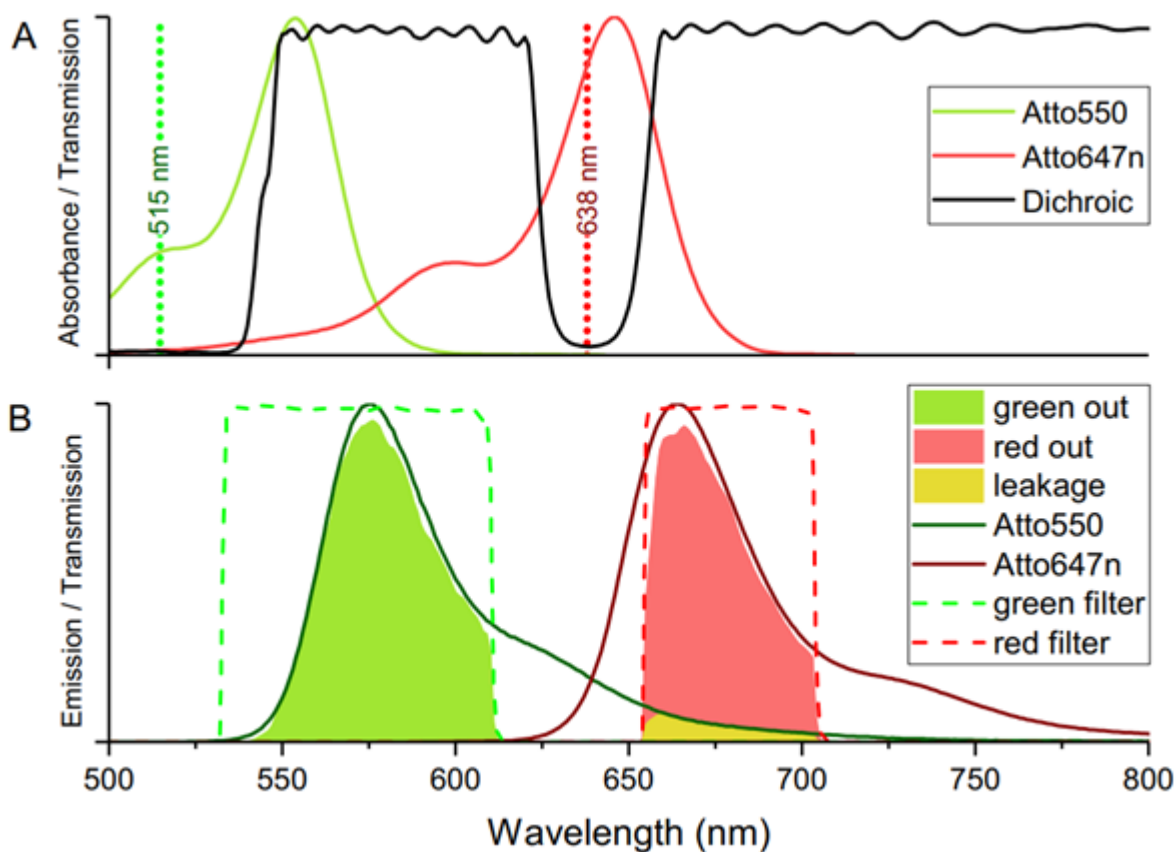 A
Absorbance / Transmission
515 nm
638 nm
Atto550
Atto647n
Dichroic
B
Emission / Transmission
green out
red out
leakage
Atto550
Atto647n
green filter
red filter
500 550 600 650 700 750 800
Wavelength (nm)